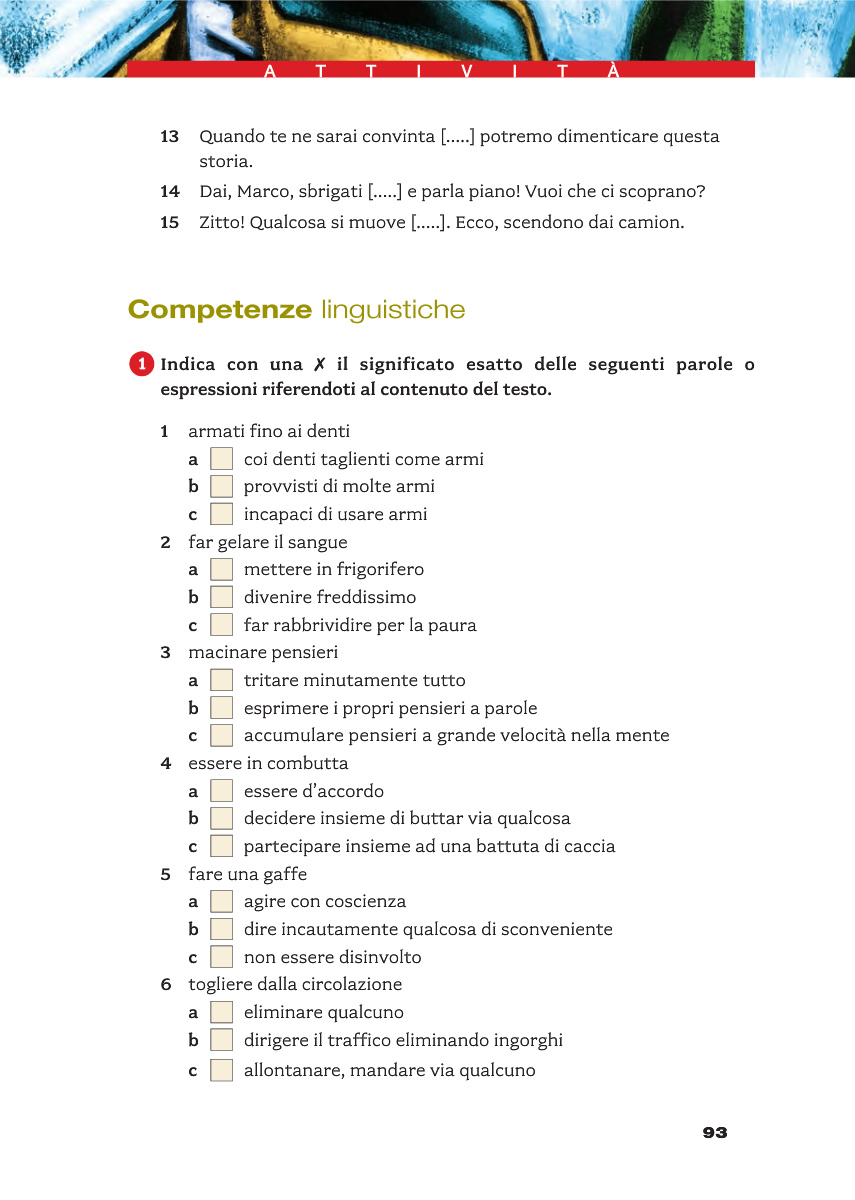 ATTIVITÀ
13 Quando te ne sarai convinta [.....] potremo dimenticare questa
storia.
14 Dai, Marco, sbrigati [.....] e parla piano! Vuoi che ci scoprano?
15 Zitto! Qualcosa si muove [.....]. Ecco, scendono dai camion.
Competenze linguistiche
1 Indica con una ✗ il significato esatto delle seguenti parole o
espressioni riferendoti al contenuto del testo.
1 armati fino ai denti
a coi denti taglienti come armi
b provvisti di molte armi
c incapaci di usare armi
2 far gelare il sangue
a mettere in frigorifero
b divenire freddissimo
c far rabbrividire per la paura
3 macinare pensieri
a tritare minutamente tutto
b esprimere i propri pensieri a parole
c accumulare pensieri a grande velocità nella mente
4 essere in combutta
a essere d'accordo
b decidere insieme di buttar via qualcosa
c partecipare insieme ad una battuta di caccia
5 fare una gaffe
a agire con coscienza
b dire incautamente qualcosa di sconveniente
c non essere disinvolto
6 togliere dalla circolazione
a eliminare qualcuno
b dirigere il traffico eliminando ingorghi
c allontanare, mandare via qualcuno
93